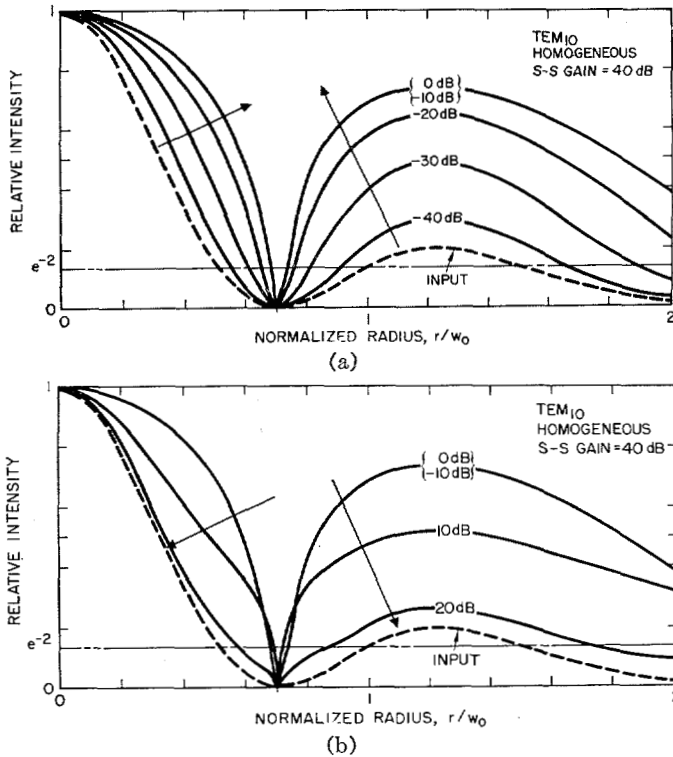 1
TEM₁₀
HOMOGENEOUS
S-S GAIN = 40 dB
{ 0 dB }
{ -10 dB }
-20 dB
-30 dB
-40 dB
RELATIVE INTENSITY
e⁻²
INPUT
0
0
1
2
NORMALIZED RADIUS, r/w₀
(a)
1
TEM₁₀
HOMOGENEOUS
S-S GAIN = 40 dB
{ 0 dB }
{ -10 dB }
10 dB
20 dB
RELATIVE INTENSITY
e⁻²
INPUT
0
0
1
NORMALIZED RADIUS, r/w₀
(b)